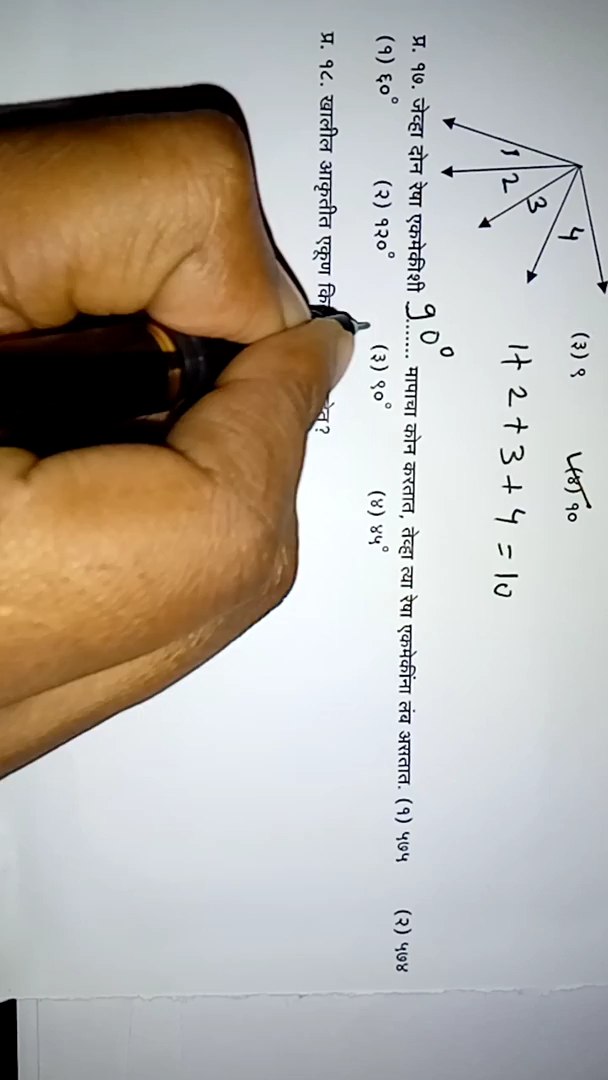 1 2 3 4
(३) ९ (४) १०
1+2+3+4=10
प्र. १७. जेव्हा दोन रेषा एकमेकीशी 90° ........ मापाचा कोन करतात, तेव्हा त्या रेषा एकमेकींना लंब असतात. (१) ५७५ (२) ५७४
(१) ६०° (२) १२०° (३) ९०° (४) ४५°
प्र. १८. खालील आकृतीत एकूण